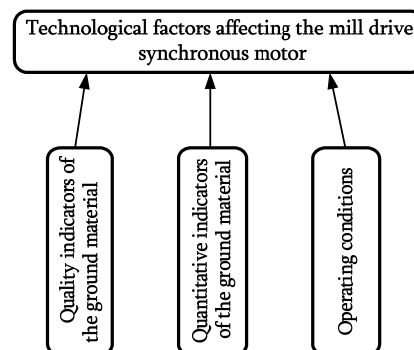 Technological factors affecting the mill drive
synchronous motor
Quality indicators of
the ground material
Quantitative indicators
of the ground material
Operating conditions